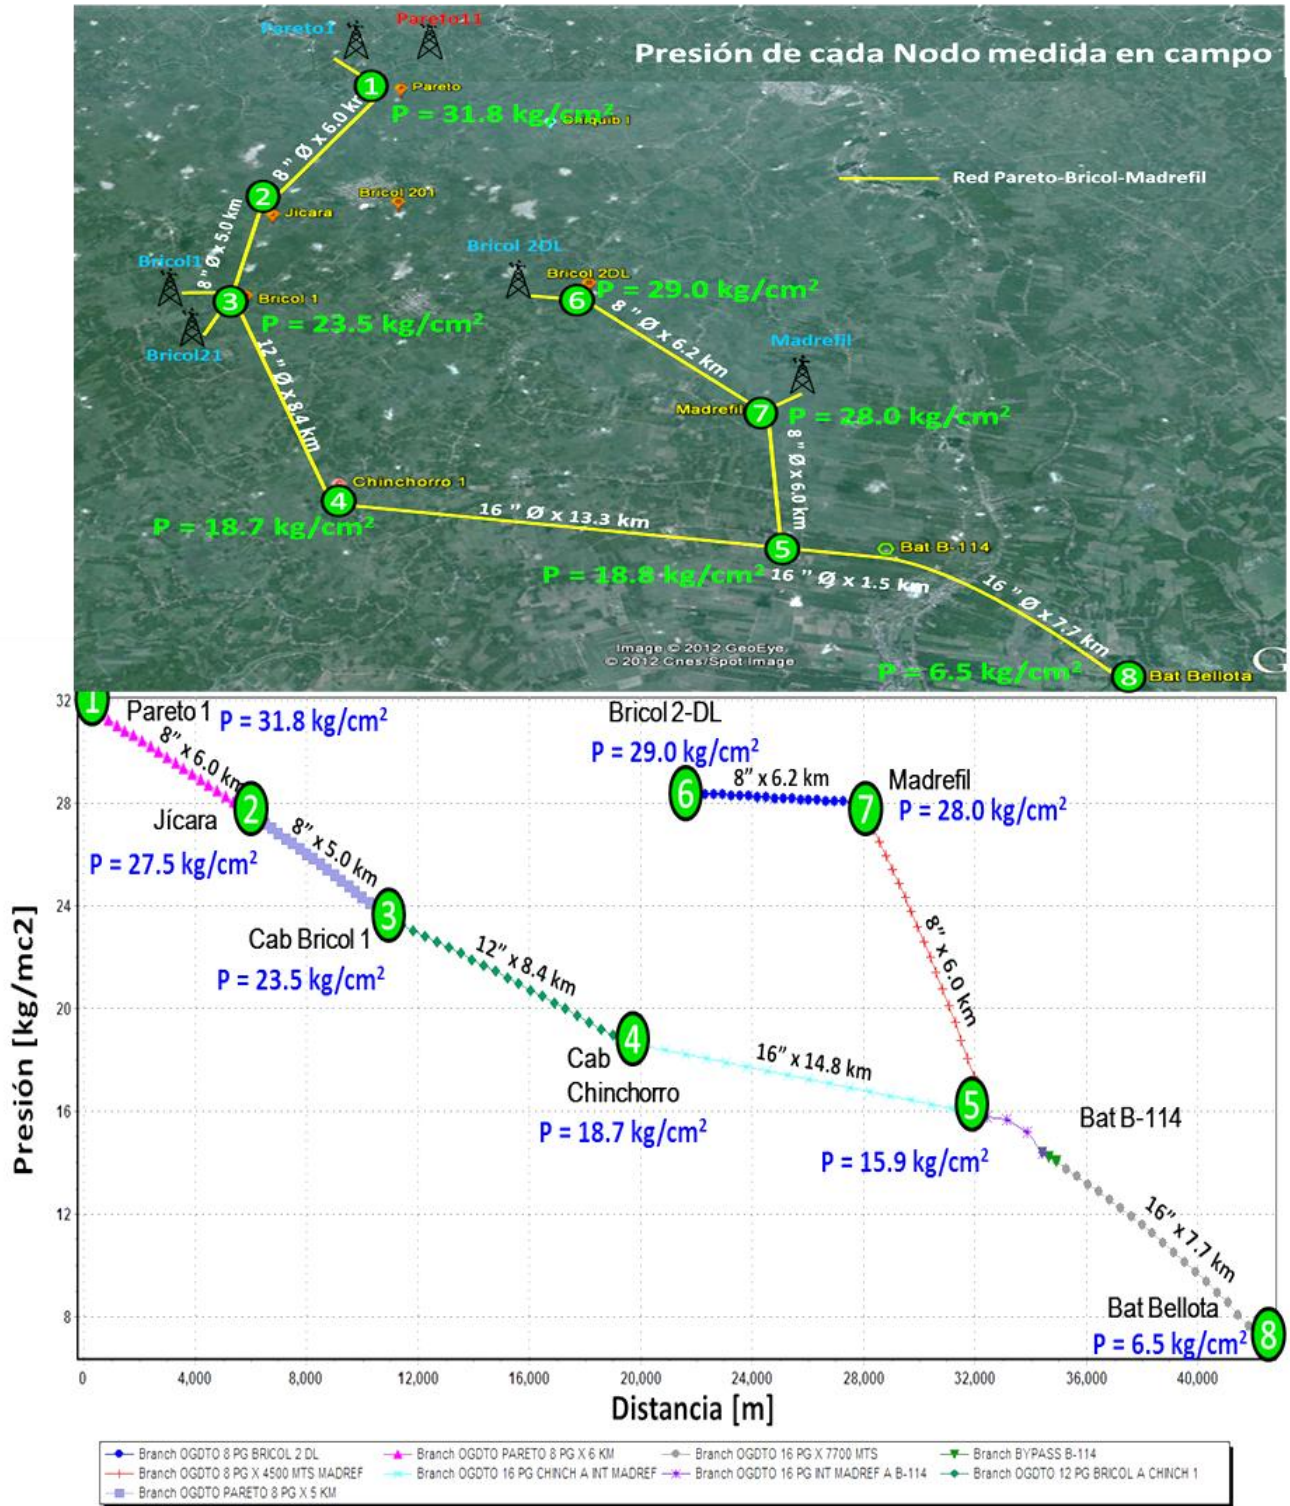 Pareto1
Pareto11
Presión de cada Nodo medida en campo
1
Pareto
P = 31.8 kg/cm²
8 " Ø x 6.0 km
Red Pareto-Bricol-Madrefil
2
Bricol 201
Jícara
8 " Ø x 5.0 km
Bricol1
Bricol 2DL
Bricol 2DL
P = 29.0 kg/cm²
6
3
Bricol 1
P = 23.5 kg/cm²
8 " Ø x 6.2 km
Bricol21
Madrefil
12 " Ø x 8.4 km
Madrefil
7
P = 28.0 kg/cm²
8 " Ø x 6.0 km
Chinchorro 1
4
P = 18.7 kg/cm²
16 " Ø x 13.3 km
5
Bat B-114
P = 18.8 kg/cm²
16 " Ø x 1.5 km
16 " Ø x 7.7 km
Image © 2012 GeoEye
© 2012 Cnes/Spot Image
G
P = 6.5 kg/cm²
8
Bat Bellota
32
1
Pareto 1
P = 31.8 kg/cm²
8" x 6.0 km
Bricol 2-DL
P = 29.0 kg/cm²
6
8" x 6.2 km
Madrefil
7
P = 28.0 kg/cm²
28
2
Jícara
P = 27.5 kg/cm²
8" x 5.0 km
24
3
Cab Bricol 1
P = 23.5 kg/cm²
12" x 8.4 km
8" x 6.0 km
20
4
Cab
Chinchorro
P = 18.7 kg/cm²
16" x 14.8 km
16
5
P = 15.9 kg/cm²
Bat B-114
12
16" x 7.7 km
8
Bat Bellota
P = 6.5 kg/cm²
8
Presión [kg/mc2]
0 4,000 8,000 12,000 16,000 20,000 24,000 28,000 32,000 36,000 40,000
Distancia [m]
Branch OGDTO 8 PG BRICOL 2 DL Branch OGDTO PARETO 8 PG X 6 KM Branch OGDTO 16 PG X 7700 MTS Branch BYPASS B-114
Branch OGDTO 8 PG X 4500 MTS MADREF Branch OGDTO 16 PG CHINCH A INT MADREF Branch OGDTO 16 PG INT MADREF A B-114 Branch OGDTO 12 PG BRICOL A CHINCH 1
Branch OGDTO PARETO 8 PG X 5 KM